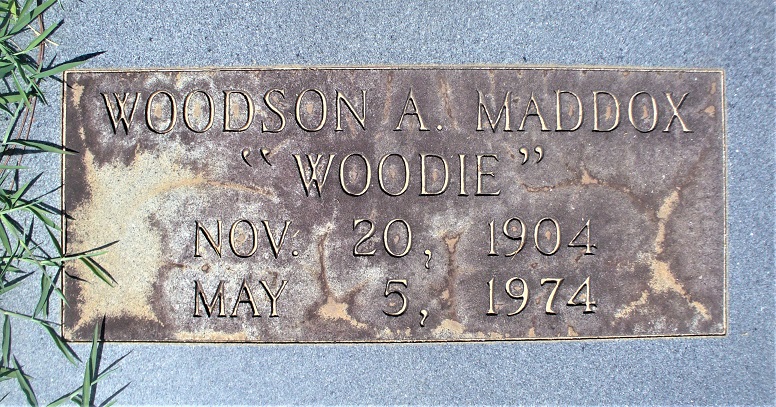 WOODSON A. MADDOX
“WOODIE”
NOV. 20, 1904
MAY 5, 1974